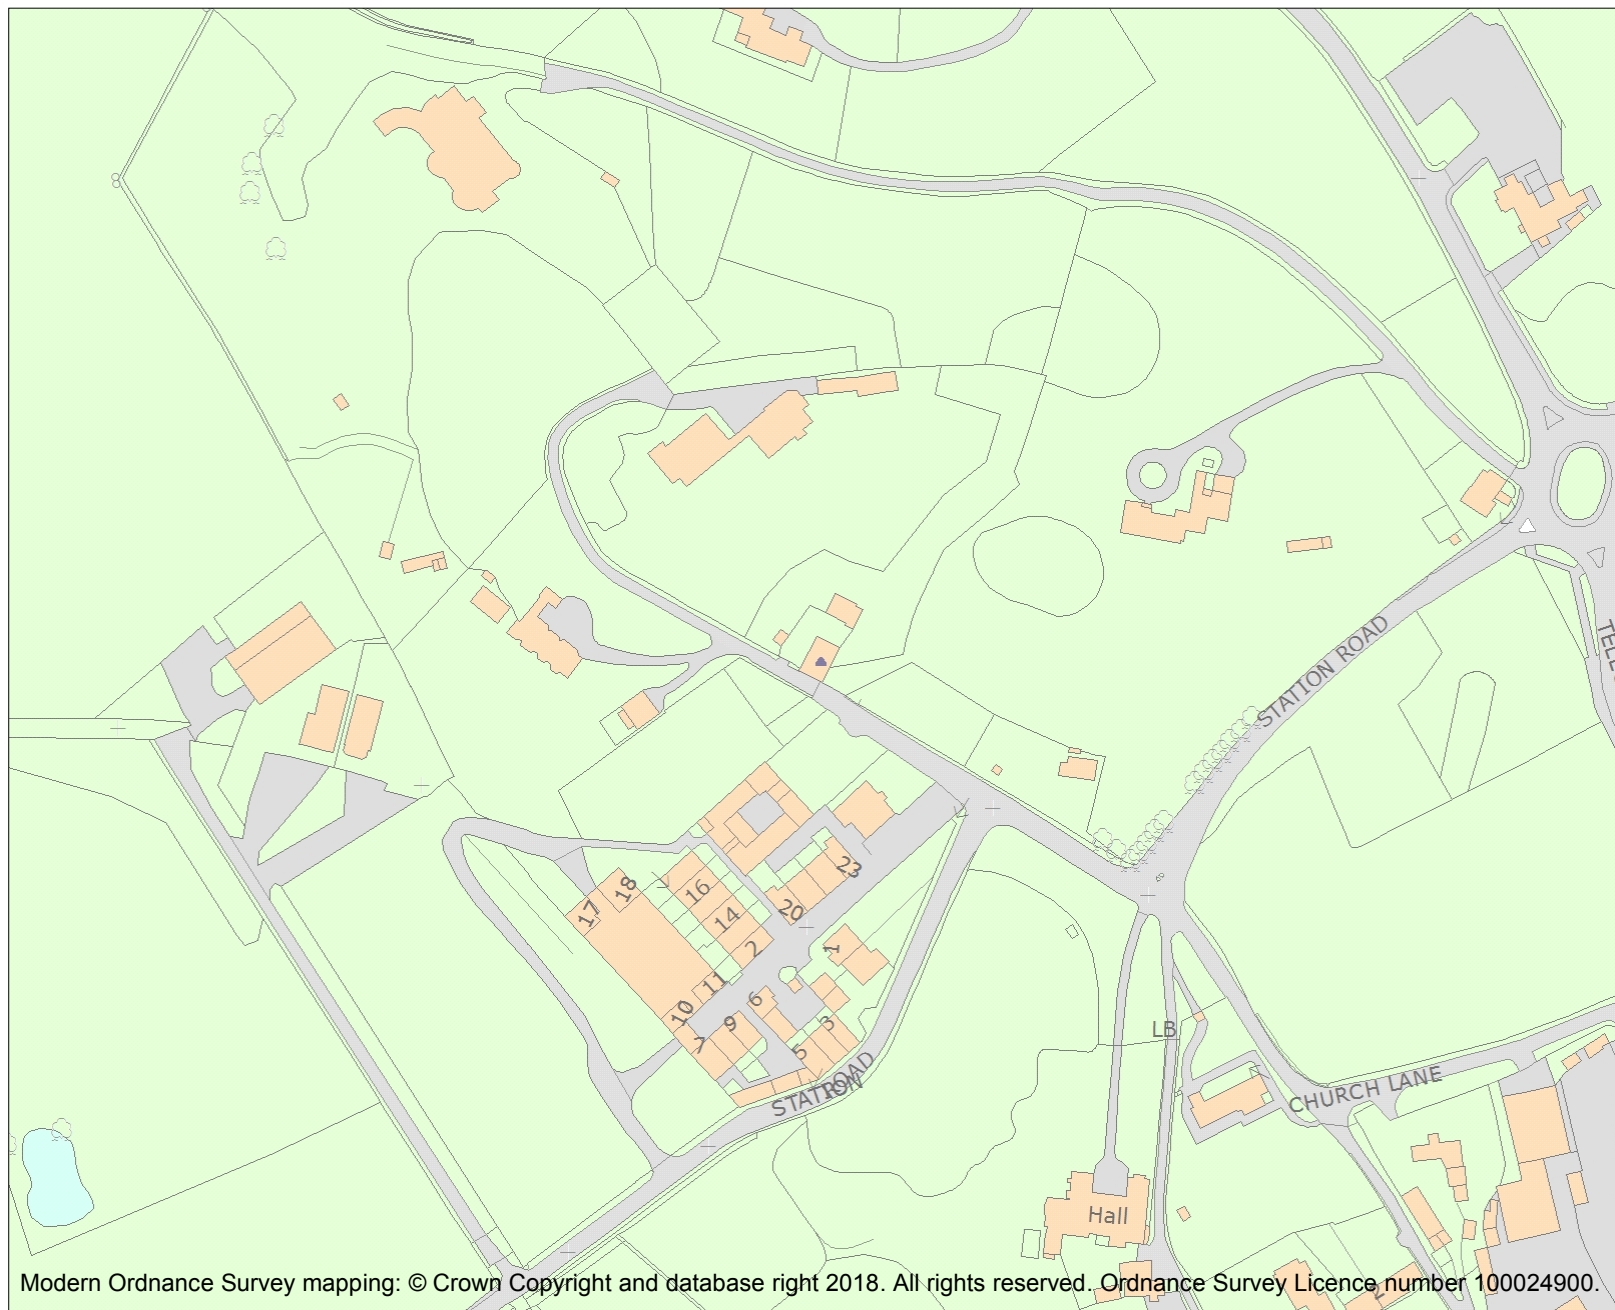 STATION ROAD
TELE
23
18
16
17
20
14
1
2
11
6
10
9
3
7
5
LB
STATION ROAD
CHURCH LANE
Hall
2
Modern Ordnance Survey mapping: © Crown Copyright and database right 2018. All rights reserved. Ordnance Survey Licence number 100024900.